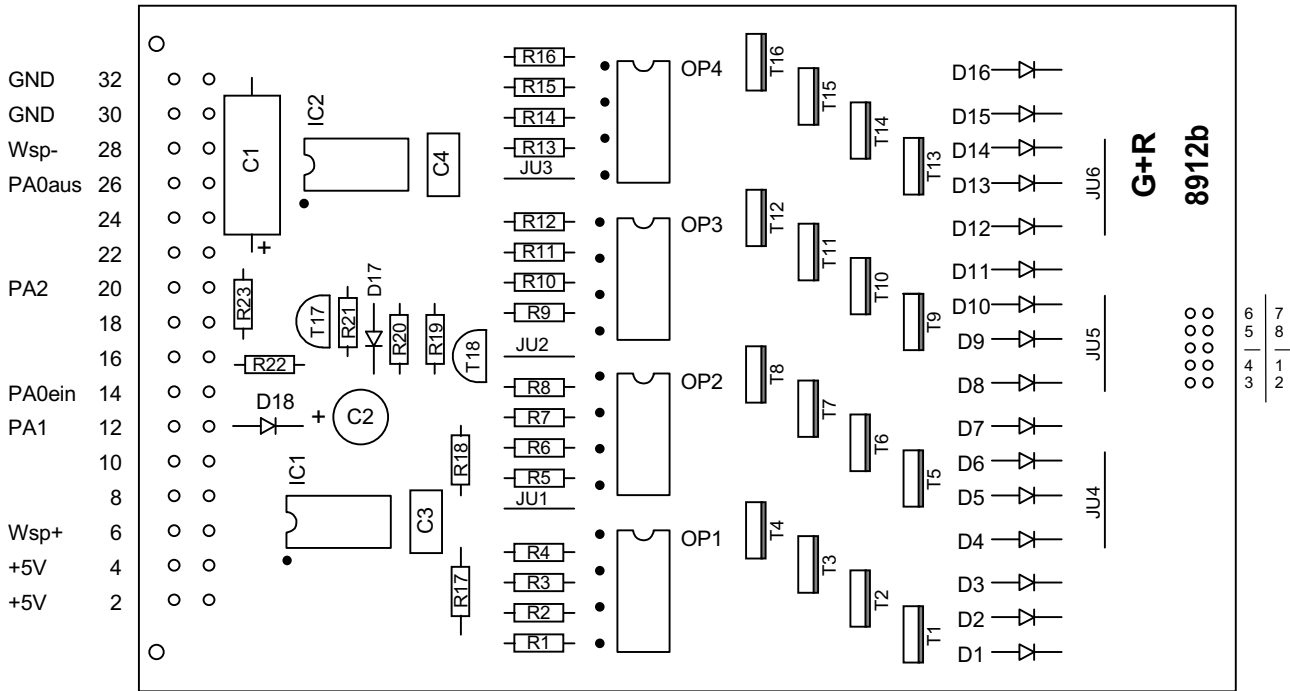 GND 32
GND 30
Wsp- 28
PA0aus 26
24
22
PA2 20
18
16
PA0ein 14
PA1 12
10
8
Wsp+ 6
+5V 4
+5V 2
C1
+
IC2
C4
R23
T17
R21
D17
R20
R19
T18
R22
D18
+
C2
IC1
C3
R18
R17
R16
R15
R14
R13
JU3
R12
R11
R10
R9
JU2
R8
R7
R6
R5
JU1
R4
R3
R2
R1
OP4
OP3
OP2
OP1
T16
T15
T14
T13
T12
T11
T10
T9
T8
T7
T6
T5
T4
T3
T2
T1
D16
D15
D14
D13
D12
D11
D10
D9
D8
D7
D6
D5
D4
D3
D2
D1
JU6
JU5
JU4
G+R
8912b
6 7
5 8
4 1
3 2